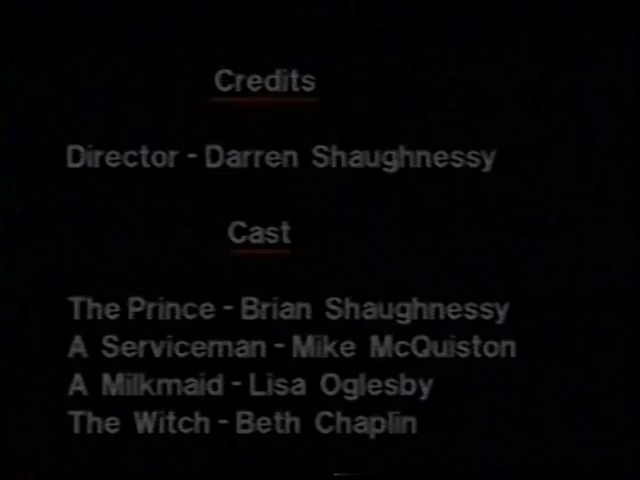 Credits
Director - Darren Shaughnessy
Cast
The Prince - Brian Shaughnessy
A Serviceman - Mike McQuiston
A Milkmaid - Lisa Oglesby
The Witch - Beth Chaplin